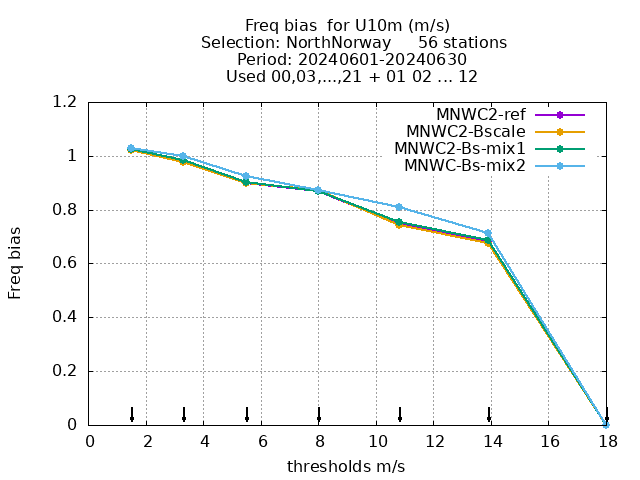 Freq bias  for U10m (m/s)
Selection: NorthNorway     56 stations
Period: 20240601-20240630
Used 00,03,...,21 + 01 02 ... 12
MNWC2-ref
MNWC2-Bscale
MNWC2-Bs-mix1
MNWC-Bs-mix2
Freq bias
1.2
1
0.8
0.6
0.4
0.2
0
0 2 4 6 8 10 12 14 16 18
thresholds m/s